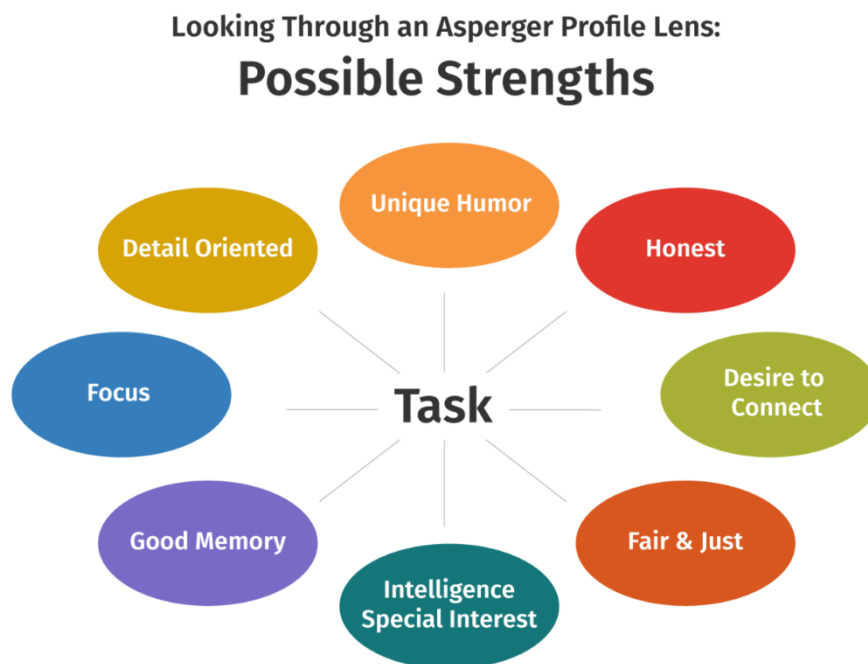 Looking Through an Asperger Profile Lens:
Possible Strengths
Unique Humor
Detail Oriented
Honest
Focus
Task
Desire to
Connect
Good Memory
Fair & Just
Intelligence
Special Interest